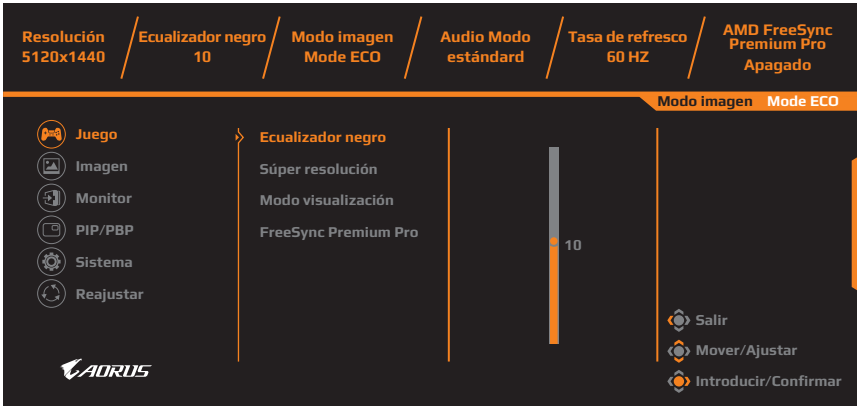 Resolución
5120x1440
Ecualizador negro
10
Modo imagen
Mode ECO
Audio Modo
estándard
Tasa de refresco
60 HZ
AMD FreeSync
Premium Pro
Apagado
Modo imagen Mode ECO
Juego
Imagen
Monitor
PIP/PBP
Sistema
Reajustar
Ecualizador negro
Súper resolución
Modo visualización
FreeSync Premium Pro
10
Salir
Mover/Ajustar
Introducir/Confirmar
AORUS